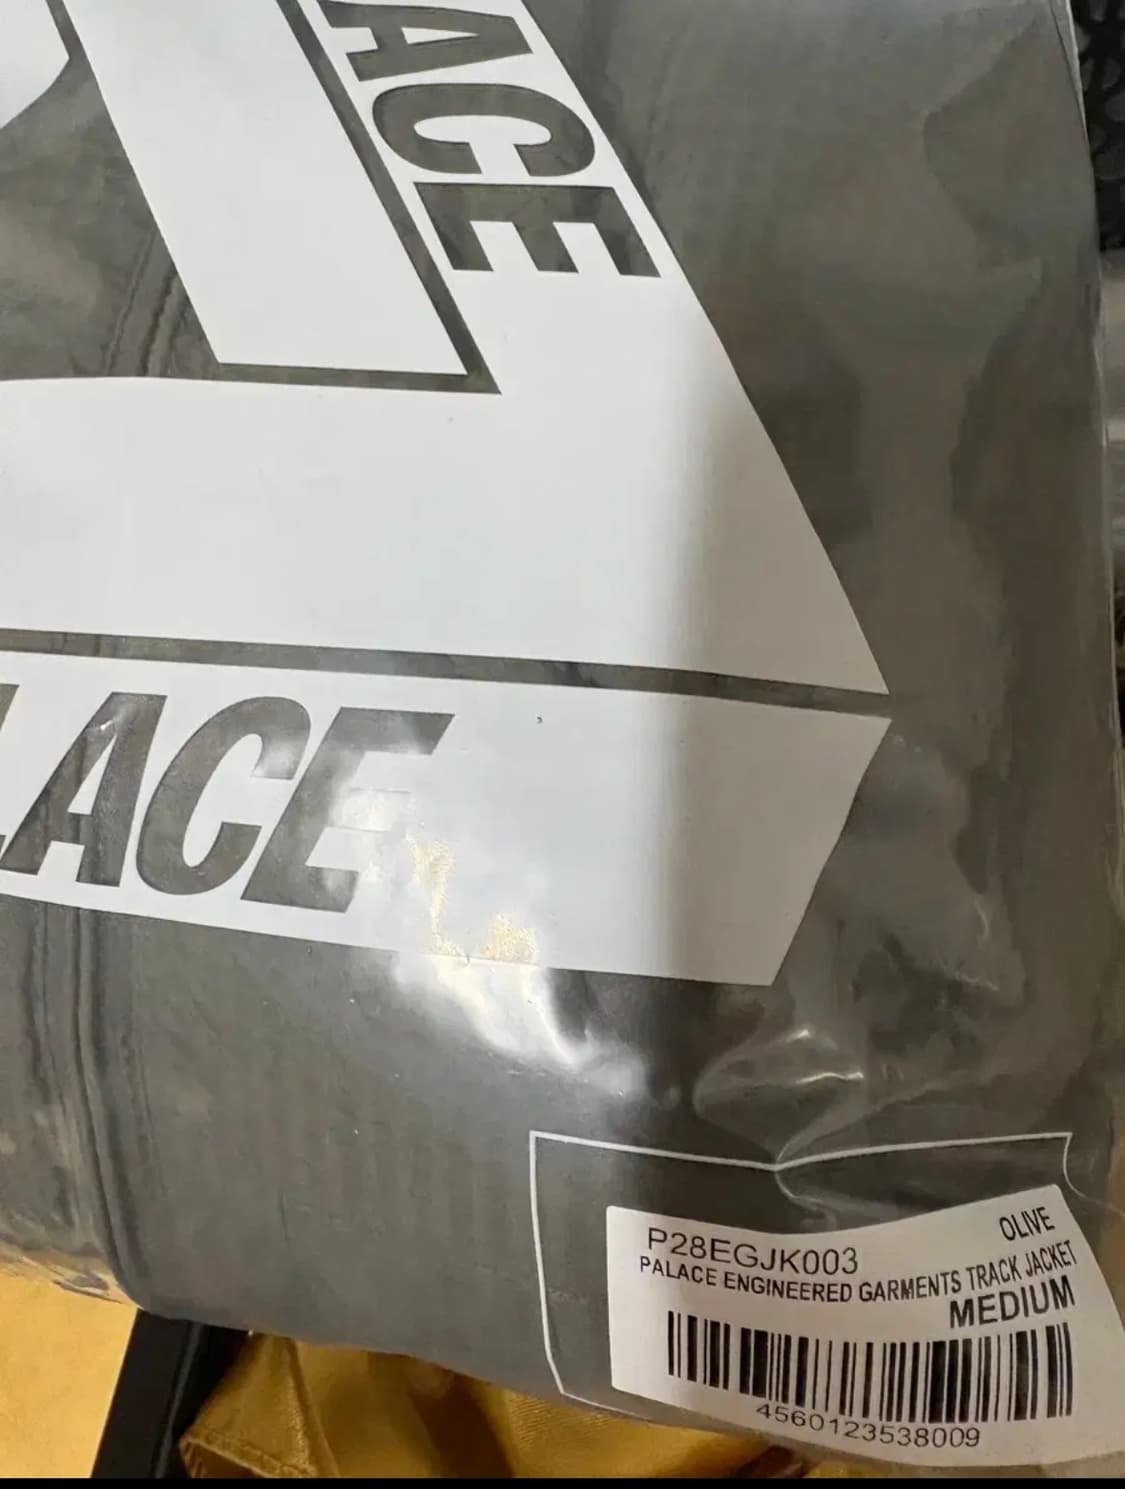 ACE
LACE
OLIVE
P28EGJK003
PALACE ENGINEERED GARMENTS TRACK JACKET
MEDIUM
4560123538009